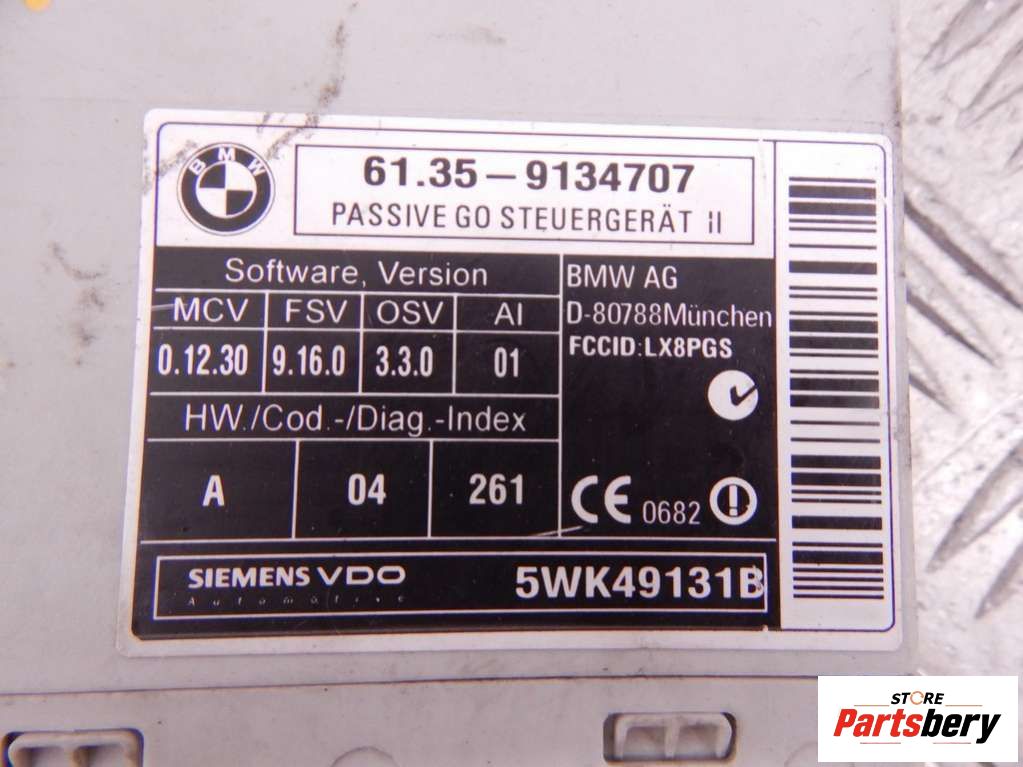 BMW
61.35-9134707
PASSIVE GO STEUERGERÄT II
Software, Version
MCV FSV OSV AI
0.12.30 9.16.0 3.3.0 01
HW./Cod.-/Diag.-Index
A 04 261
BMW AG
D-80788München
FCCID:LX8PGS
CE 0682
SIEMENS VDO
Automotive
5WK49131B
STORE
Partsbery